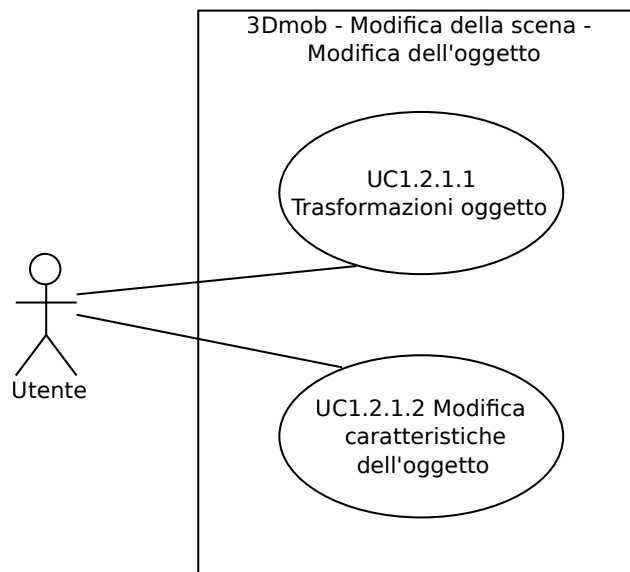 3Dmob - Modifica della scena -
Modifica dell'oggetto
UC1.2.1.1
Trasformazioni oggetto
Utente
UC1.2.1.2 Modifica
caratteristiche
dell'oggetto